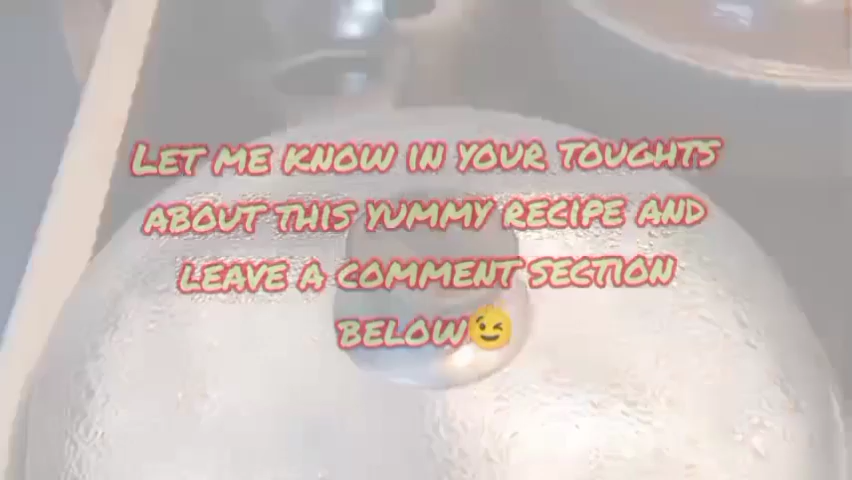 Let me know in your toughts
about this yummy recipe and
leave a comment section
below😉